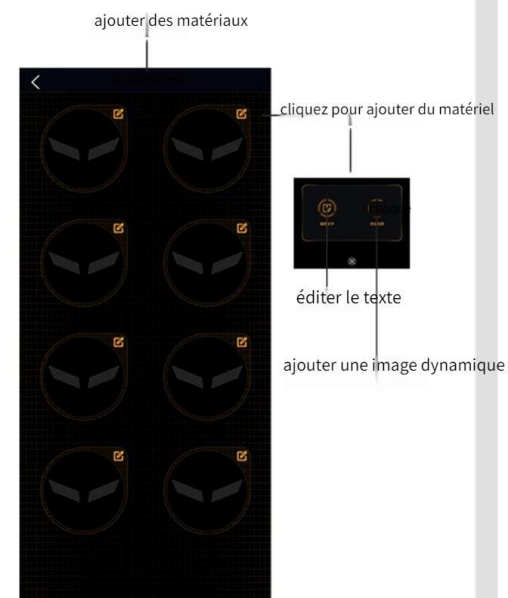 ajouter des matériaux
cliquez pour ajouter du matériel
éditer le texte
ajouter une image dynamique